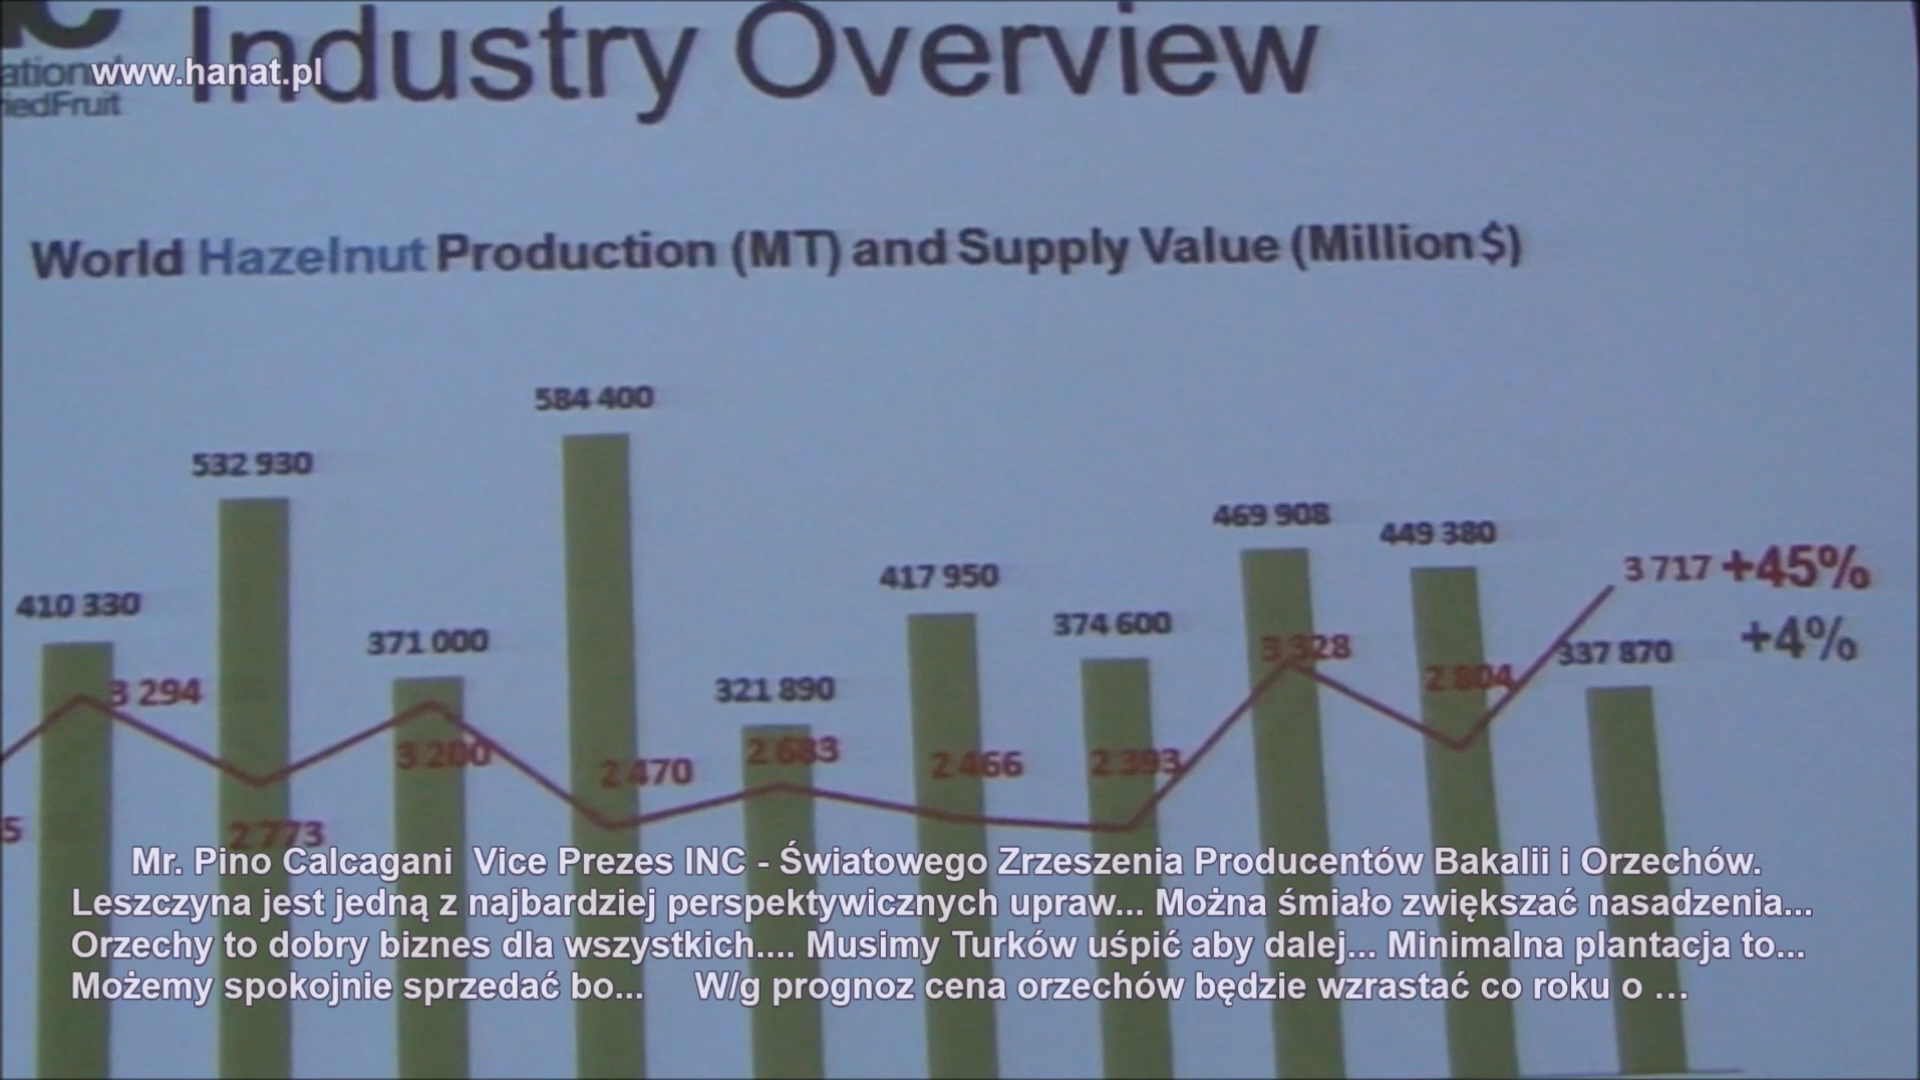 Industry Overview
www.hanat.pl
World Hazelnut Production (MT) and Supply Value (Million $)
584 400
532 930
469 908
449 380
3 717 +45%
417 950
410 330
374 600
371 000
337 870 +4%
3 328
2 804
321 890
3 294
3 200
2 683
2 466
2 393
2 470
2 773
5
Mr. Pino Calcagani Vice Prezes INC - Światowego Zrzeszenia Producentów Bakalii i Orzechów.
Leszczyna jest jedną z najbardziej perspektywicznych upraw... Można śmiało zwiększać nasadzenia...
Orzechy to dobry biznes dla wszystkich.... Musimy Turków uśpić aby dalej... Minimalna plantacja to...
Możemy spokojnie sprzedać bo... W/g prognoz cena orzechów będzie wzrastać co roku o ...